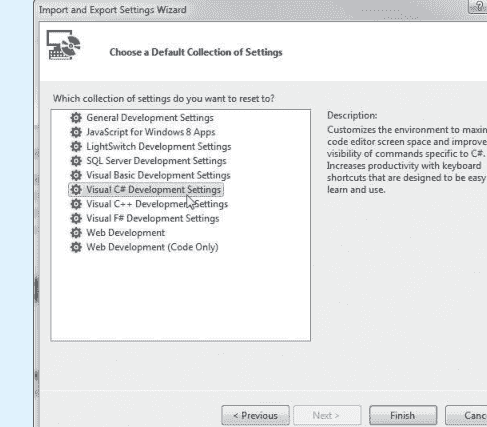 Import and Export Settings Wizard
Choose a Default Collection of Settings
Which collection of settings do you want to reset to?
General Development Settings
JavaScript for Windows 8 Apps
LightSwitch Development Settings
SQL Server Development Settings
Visual Basic Development Settings
Visual C# Development Settings
Visual C++ Development Settings
Visual F# Development Settings
Web Development
Web Development (Code Only)
Description:
Customizes the environment to maxin
code editor screen space and improve
visibility of commands specific to C#.
Increases productivity with keyboard
shortcuts that are designed to be easy
learn and use.
< Previous
Next >
Finish
Canc